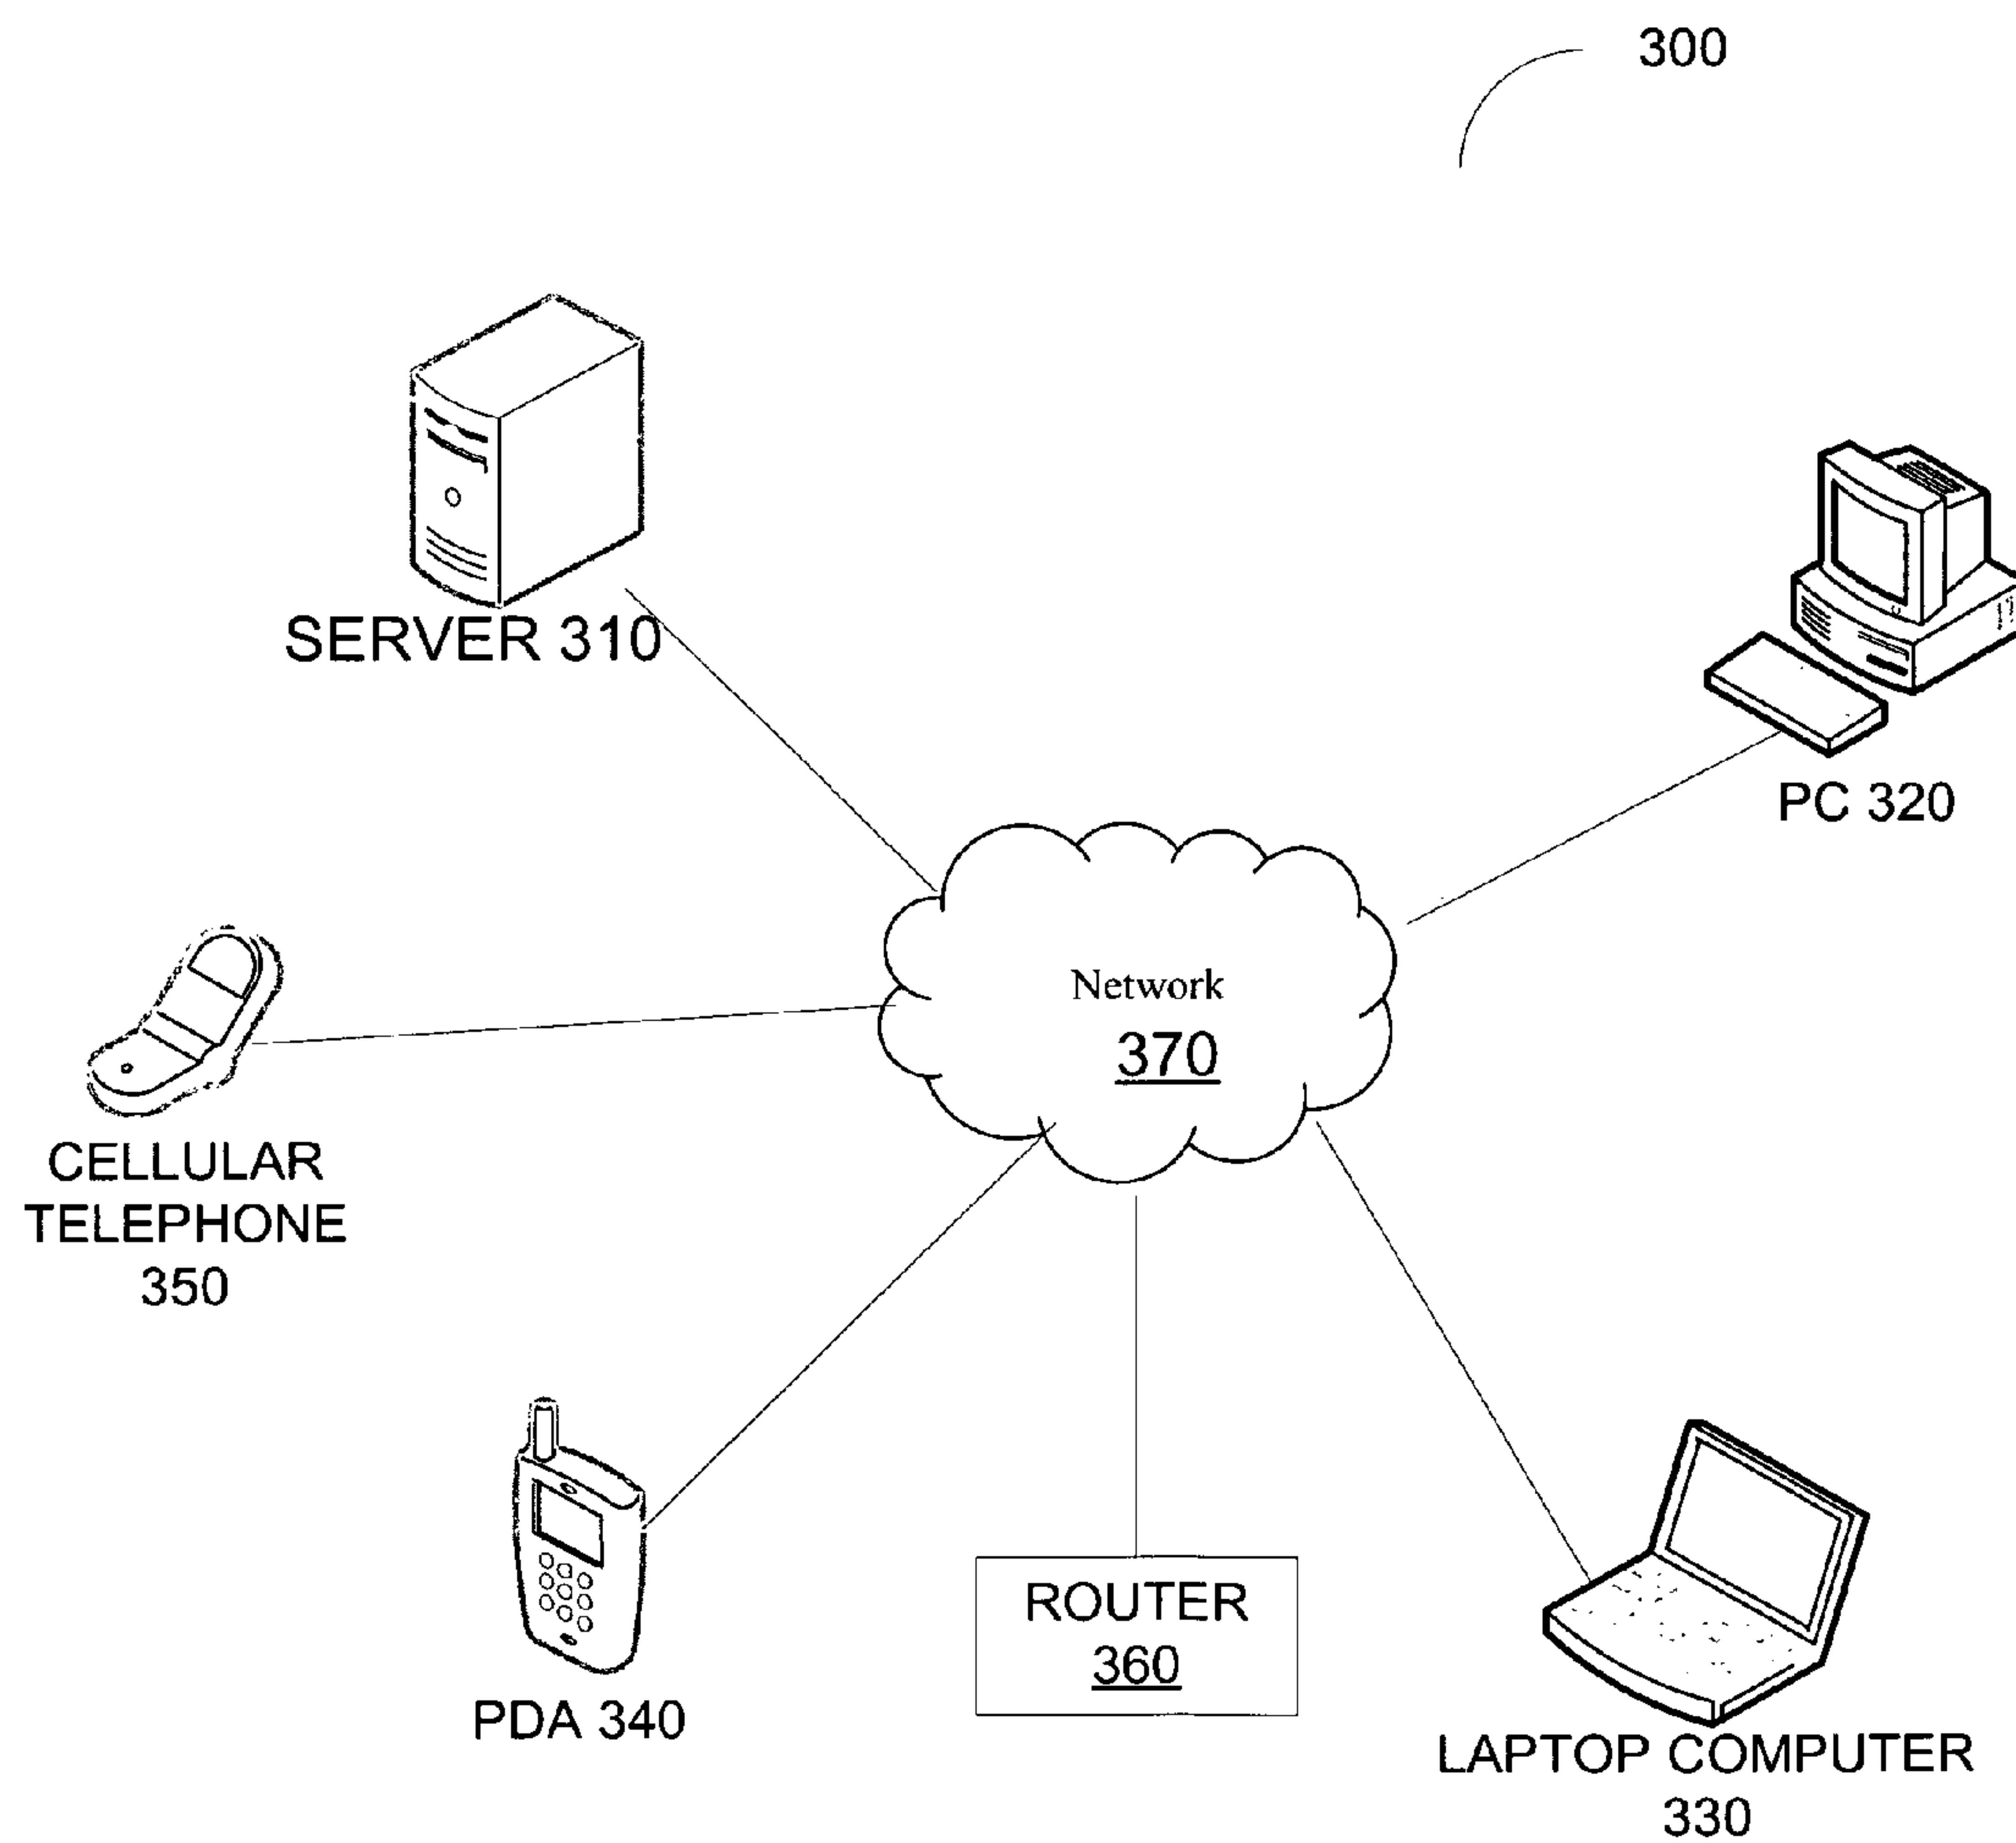 300
SERVER 310
PC 320
Network
370
CELLULAR
TELEPHONE
350
ROUTER
360
PDA 340
LAPTOP COMPUTER
330